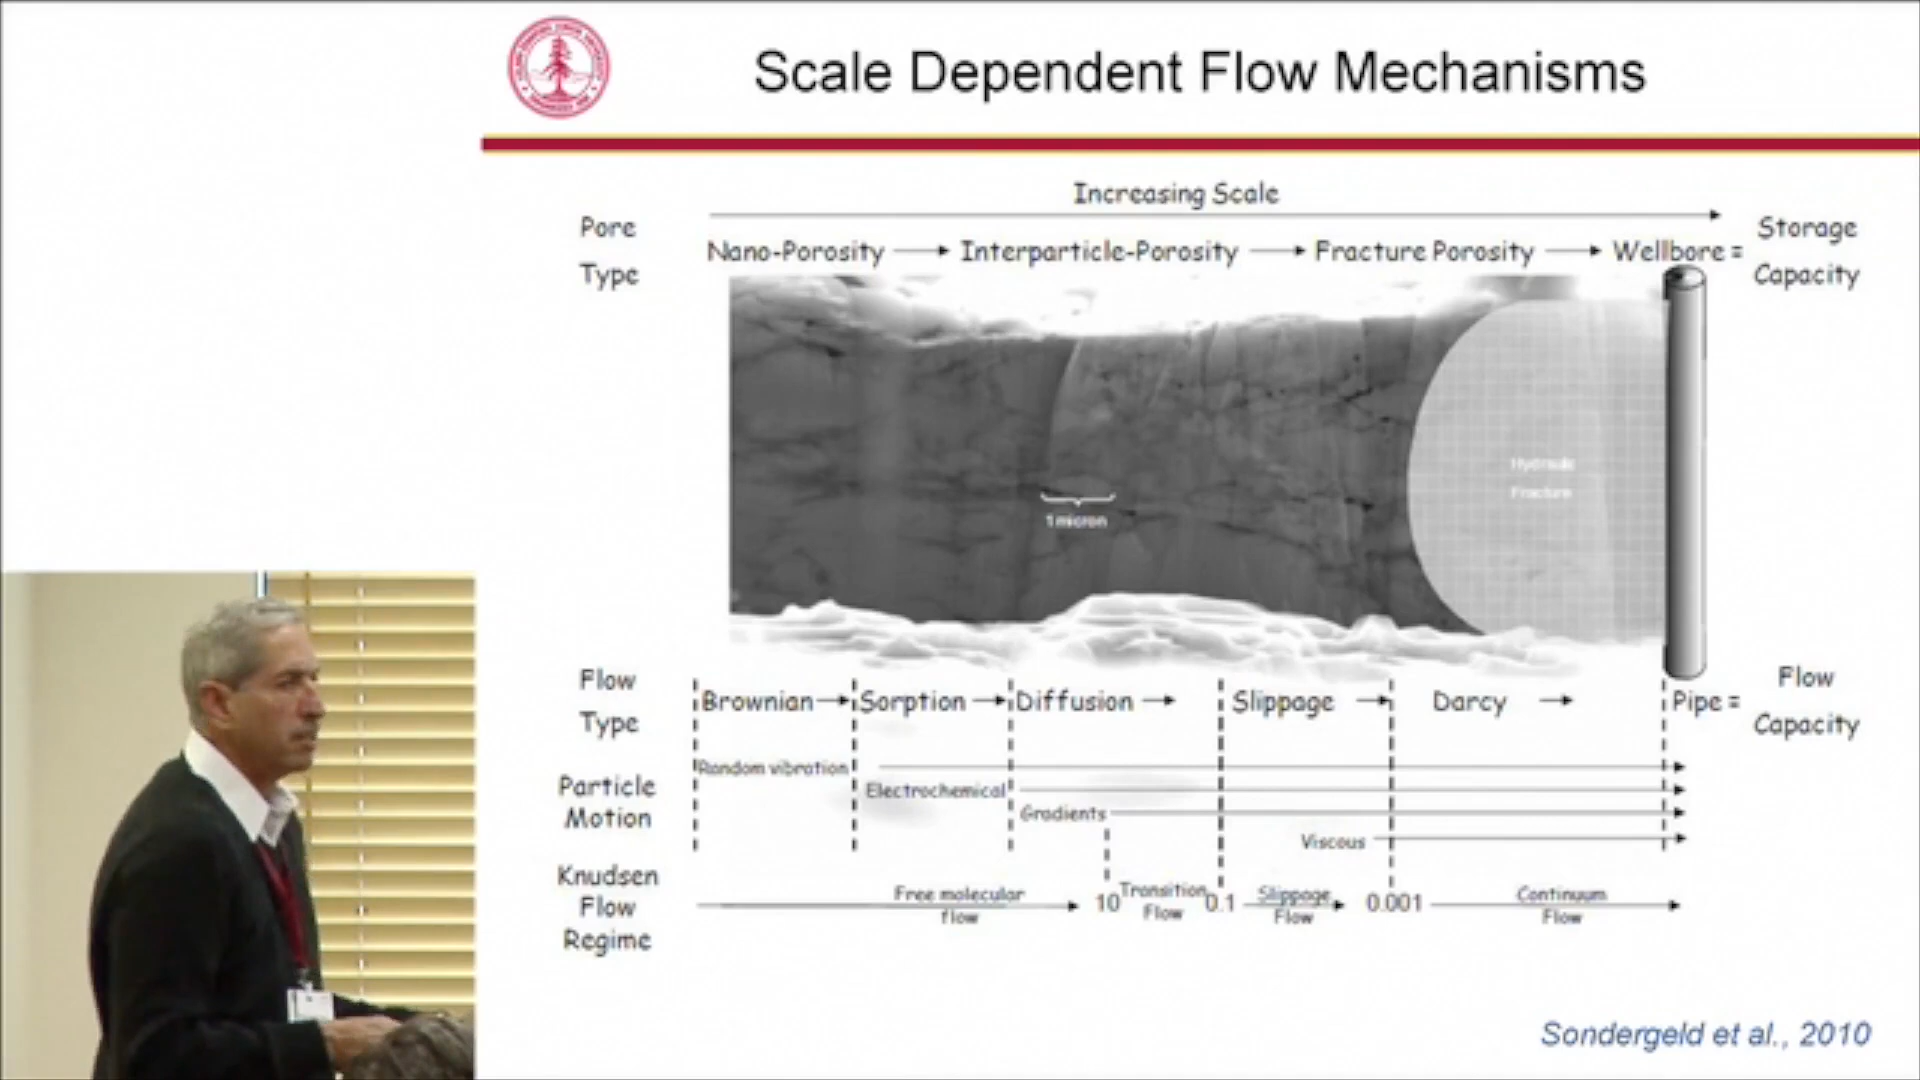 Scale Dependent Flow Mechanisms
Increasing Scale
Pore Type
Nano-Porosity
Interparticle-Porosity
Fracture Porosity
Wellbore =
Storage Capacity
Hydraulic
Fracture
1 micron
Flow Type
Brownian
Sorption
Diffusion
Slippage
Darcy
Pipe =
Flow Capacity
Particle Motion
Random vibration
Electrochemical
Gradients
Viscous
Knudsen Flow Regime
Free molecular flow
10
Transition Flow
0.1
Slippage Flow
0.001
Continuum Flow
Sondergeld et al., 2010